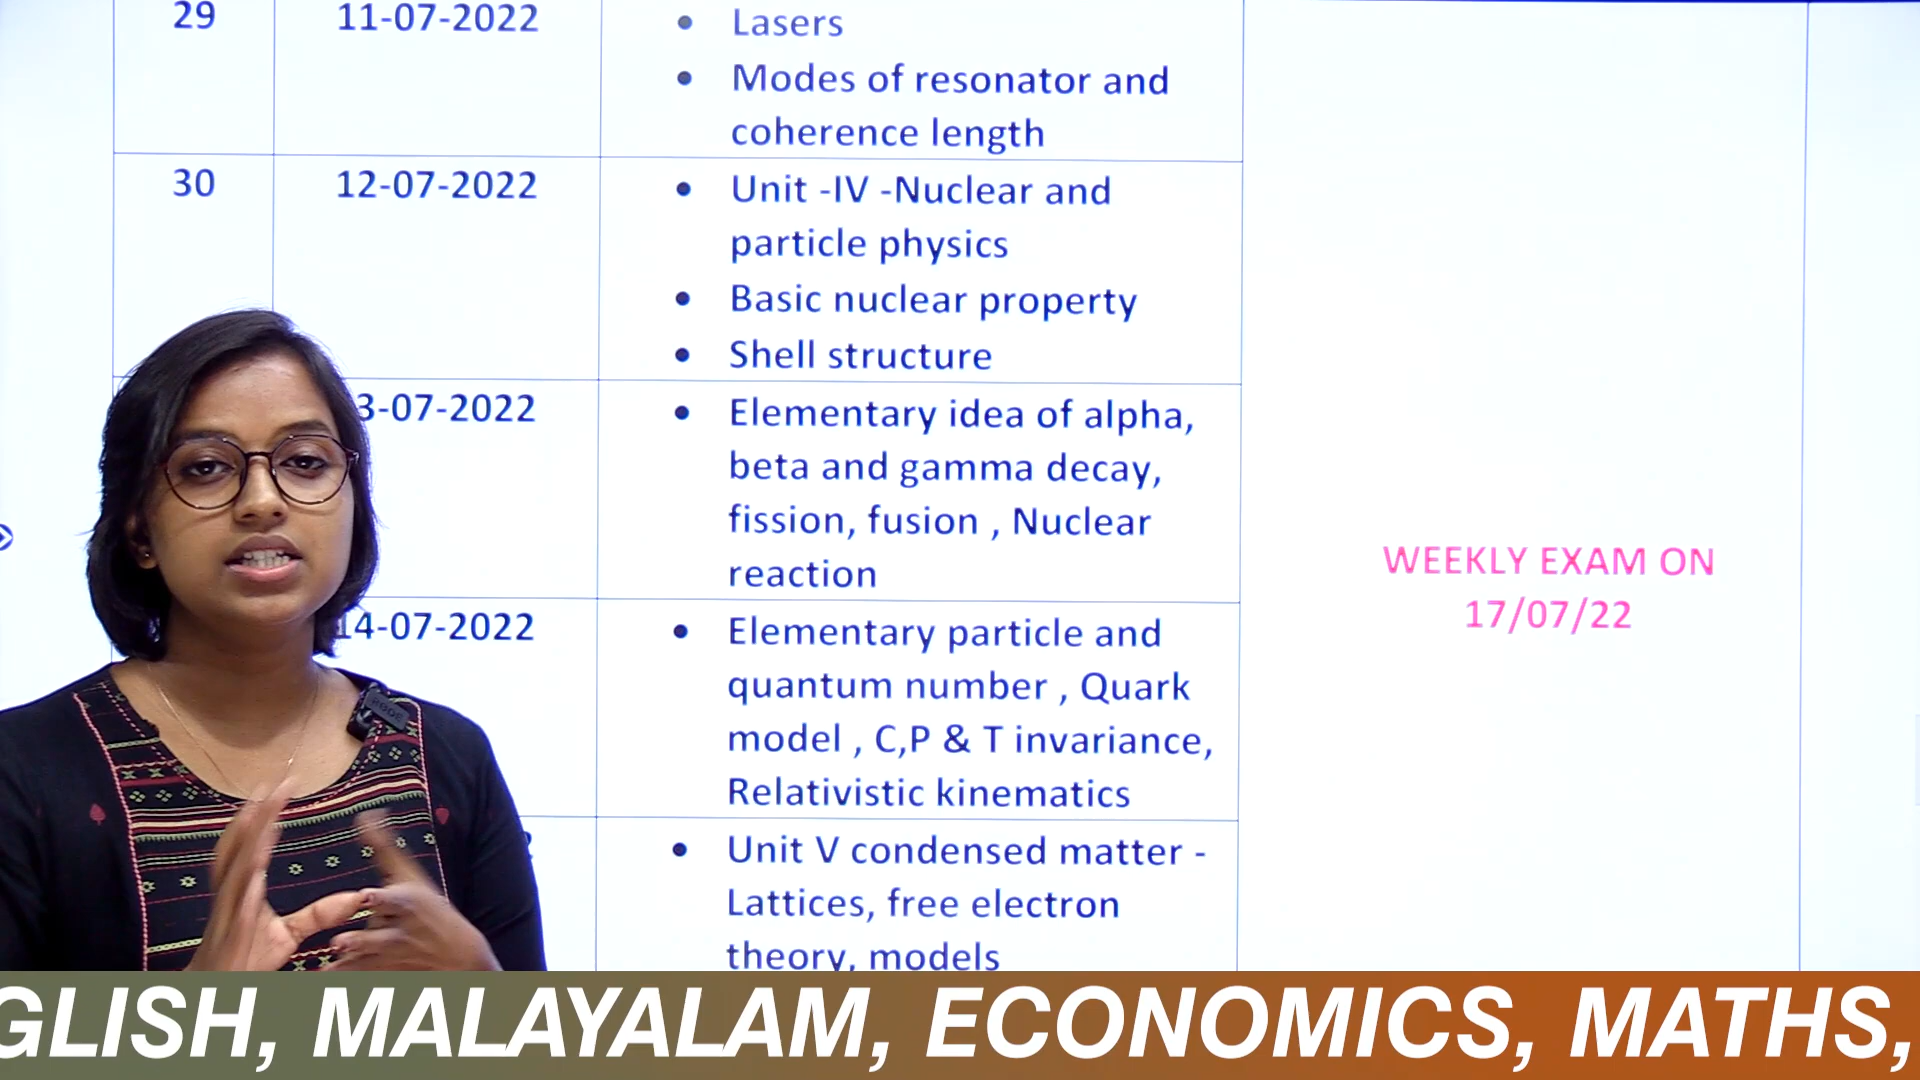 29
11-07-2022
• Lasers
• Modes of resonator and
coherence length
30
12-07-2022
• Unit -IV -Nuclear and
particle physics
• Basic nuclear property
• Shell structure
3-07-2022
• Elementary idea of alpha,
beta and gamma decay,
fission, fusion , Nuclear
reaction
14-07-2022
• Elementary particle and
quantum number , Quark
model , C,P & T invariance,
Relativistic kinematics
• Unit V condensed matter -
Lattices, free electron
theory, models
WEEKLY EXAM ON
17/07/22
GLISH, MALAYALAM, ECONOMICS, MATHS,